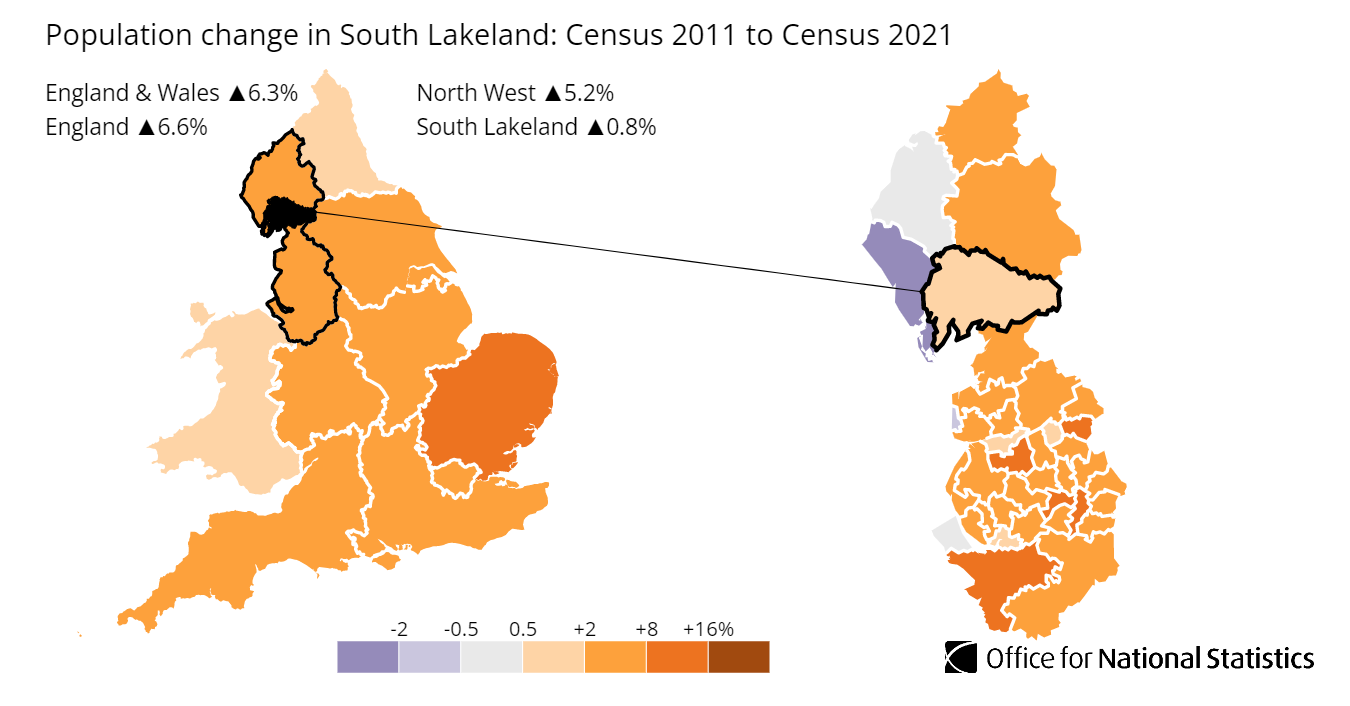 Population change in South Lakeland: Census 2011 to Census 2021
England & Wales ▲6.3%
North West ▲5.2%
England ▲6.6%
South Lakeland ▲0.8%
-2 -0.5 0.5 +2 +8 +16%
Office for National Statistics